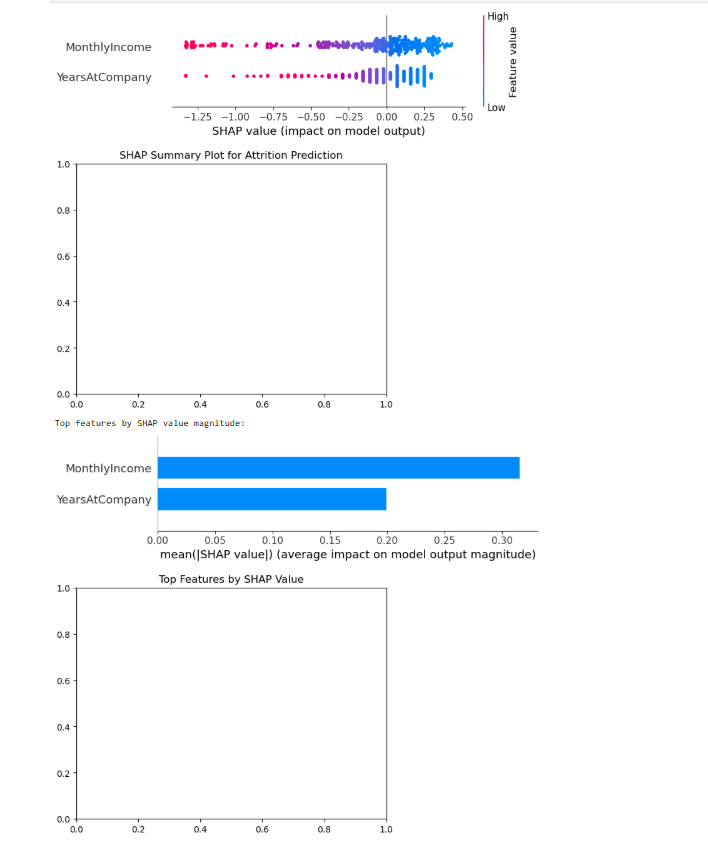 High
MonthlyIncome
YearsAtCompany
Feature value
Low
−1.25 −1.00 −0.75 −0.50 −0.25 0.00 0.25 0.50
SHAP value (impact on model output)
SHAP Summary Plot for Attrition Prediction
1.0
0.8
0.6
0.4
0.2
0.0
0.0 0.2 0.4 0.6 0.8 1.0
Top features by SHAP value magnitude:
MonthlyIncome
YearsAtCompany
0.00 0.05 0.10 0.15 0.20 0.25 0.30
mean(|SHAP value|) (average impact on model output magnitude)
Top Features by SHAP Value
1.0
0.8
0.6
0.4
0.2
0.0
0.0 0.2 0.4 0.6 0.8 1.0